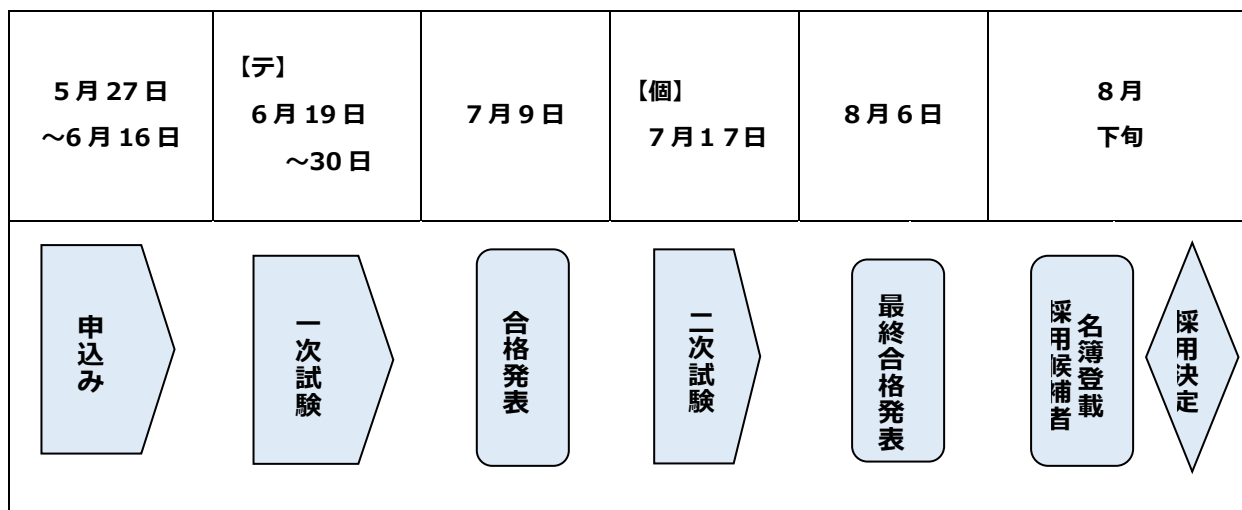 5月27日
～6月16日
【テ】
6月19日
～30日
7月9日
【個】
7月１７日
8月6日
8月
下旬
申込み
一次試験
合格発表
二次試験
最終合格発表
名簿登載
採用候補者
採用決定